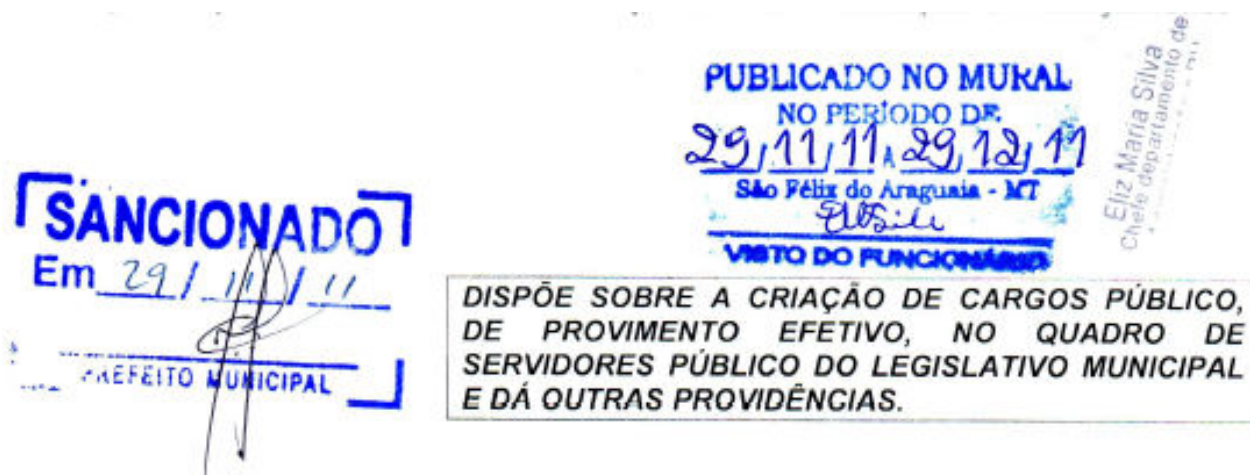 PUBLICADO NO MURAL
NO PERÍODO DE
29/11/11 A 29/12/11
São Félix do Araguaia - MT
VISTO DO FUNCIONÁRIO
Eliz Maria Silva
Chefe departamento de
SANCIONADO
Em 29 / 11 / 11
PREFEITO MUNICIPAL
DISPÕE SOBRE A CRIAÇÃO DE CARGOS PÚBLICO,
DE PROVIMENTO EFETIVO, NO QUADRO DE
SERVIDORES PÚBLICO DO LEGISLATIVO MUNICIPAL
E DÁ OUTRAS PROVIDÊNCIAS.